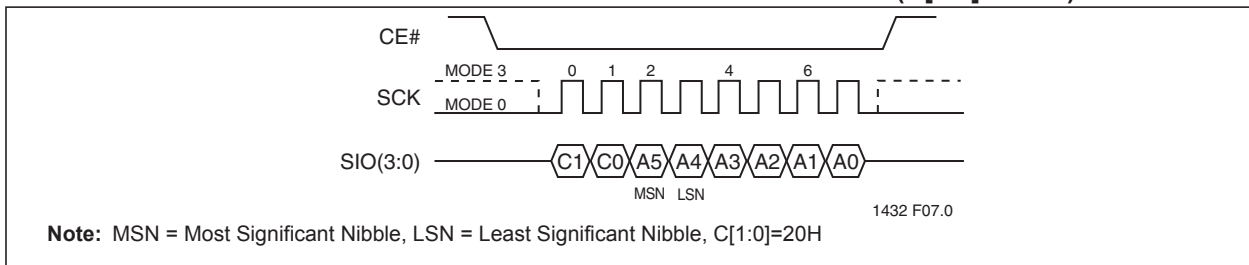 CE#
MODE 3 0 1 2 4 6
SCK
MODE 0
SIO(3:0) C1 C0 A5 A4 A3 A2 A1 A0
MSN LSN
1432 F07.0
Note: MSN = Most Significant Nibble, LSN = Least Significant Nibble, C[1:0]=20H